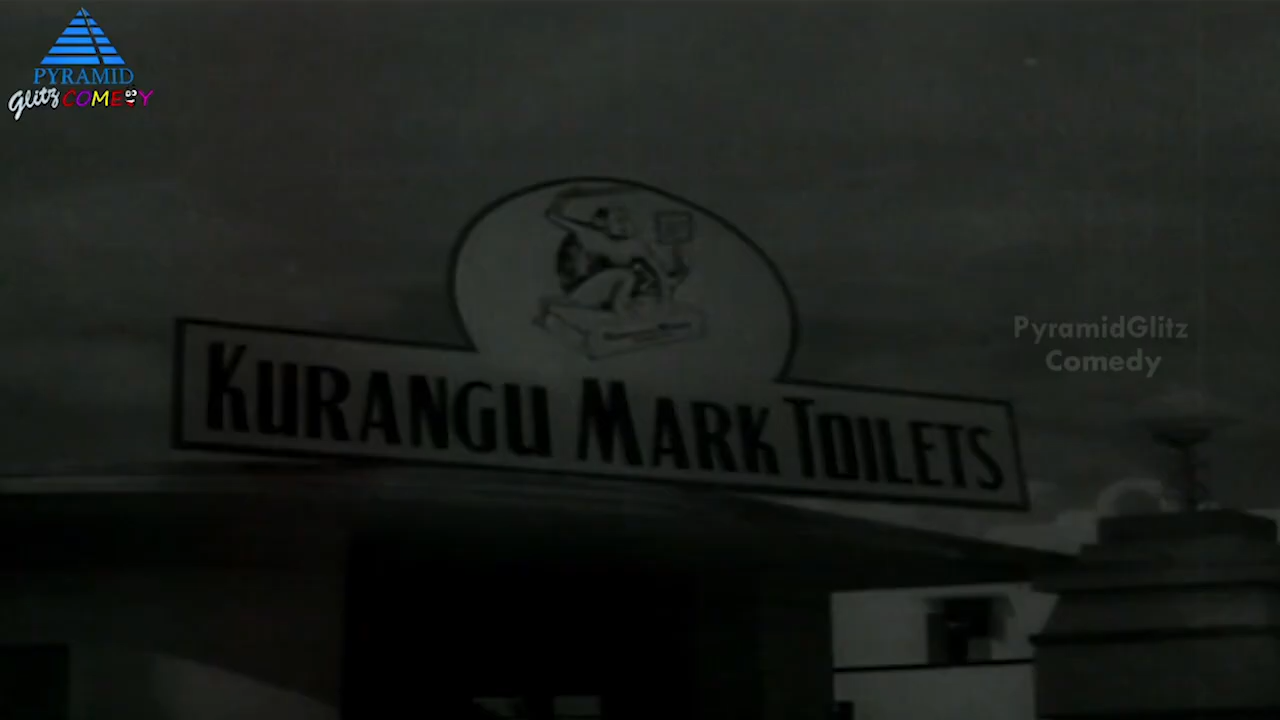 PYRAMID
Glitz COMEDY
PyramidGlitz
Comedy
KURANGU MARK TOILETS